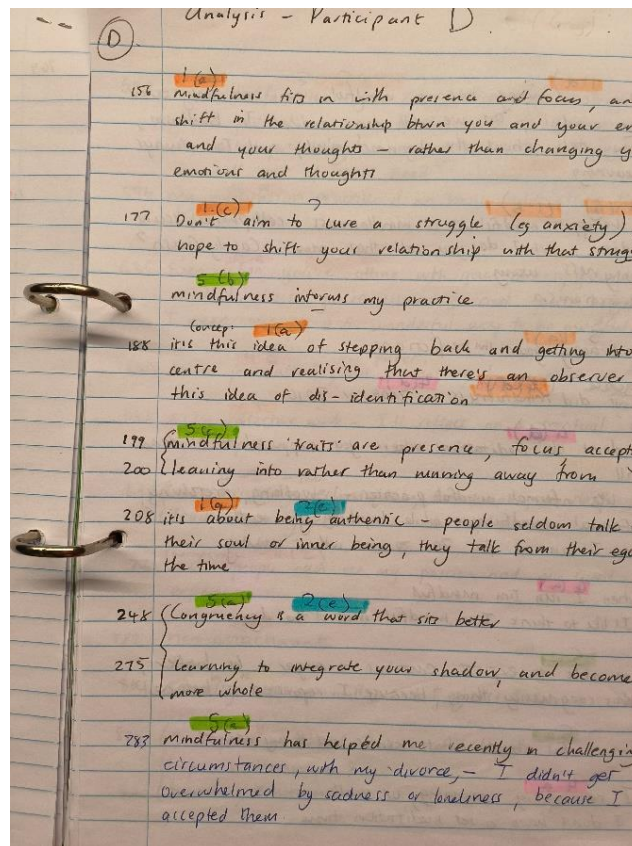 Analysis - Participant D
D
1(a)
156 Mindfulness fits in with presence and focus, an
shift in the relationship btwn you and your e
and your thoughts - rather than changing y
emotions and thoughts
1.(c) ?
177 Don't aim to cure a struggle (eg anxiety)
hope to shift your relationship with that strugg
5(b)
mindfulness informs my practice
concep: 1(a)
188 it's this idea of stepping back and getting into
centre and realising that there's an observer
this idea of dis-identification
199 mindfulness 'traits' are presence, focus accept
200 leaning into rather than running away from
1(a) 2(e)
208 it is about being authentic - people seldom talk
their soul or inner being, they talk from their ego
the time
5(a) 2(e)
248 Congruency is a word that sits better
275 learning to integrate your shadow, and become
more whole
5(a)
283 mindfulness has helped me recently in challenging
circumstances, with my divorce, - I didn't get
overwhelmed by sadness or loneliness, because I
accepted them